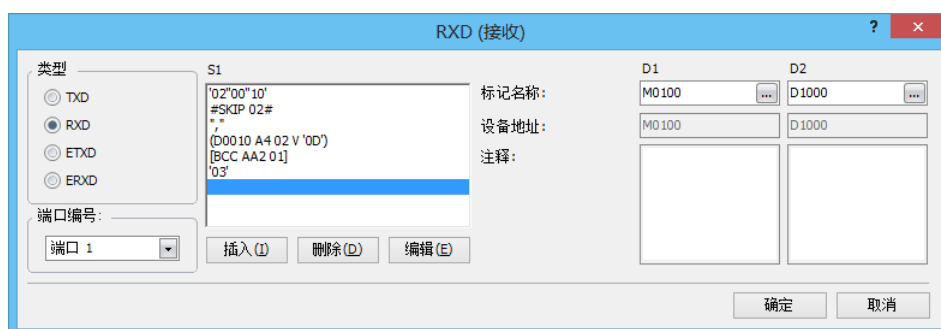 RXD (接收)
?
×
类型
TXD
RXD
ETXD
ERXD
端口编号:
端口 1
S1
'02''00''10'
#SKIP 02#
","
(D0010 A4 02 V '0D')
[BCC AA2 01]
'03'
插入(I)
删除(D)
编辑(E)
D1
D2
标记名称:
M0100
...
D1000
...
设备地址:
M0100
D1000
注释:
确定
取消